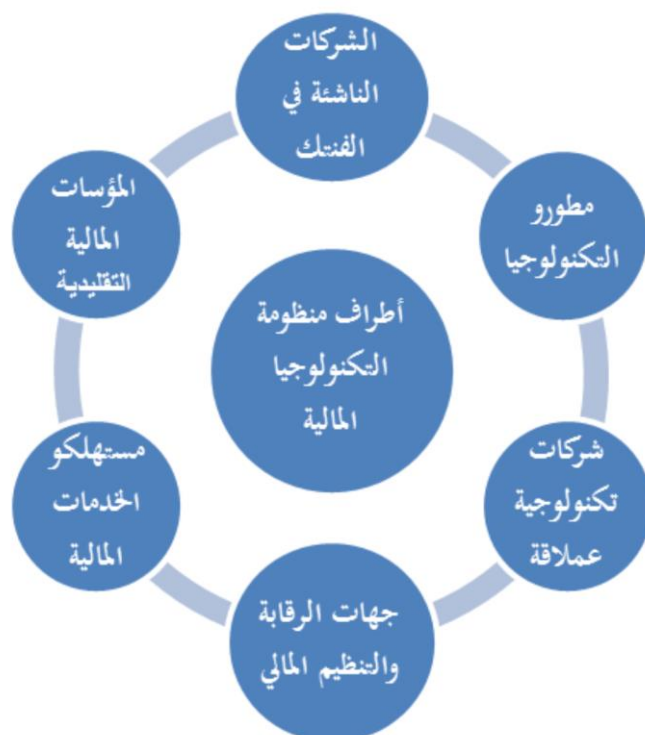 الشركات
الناشئة في
الفنتك
مطورو
التكنولوجيا
شركات
تكنولوجية
عملاقة
جهات الرقابة
والتنظيم المالي
مستهلكو
الخدمات
المالية
المؤسات
المالية
التقليدية
أطراف منظومة
التكنولوجيا
المالية